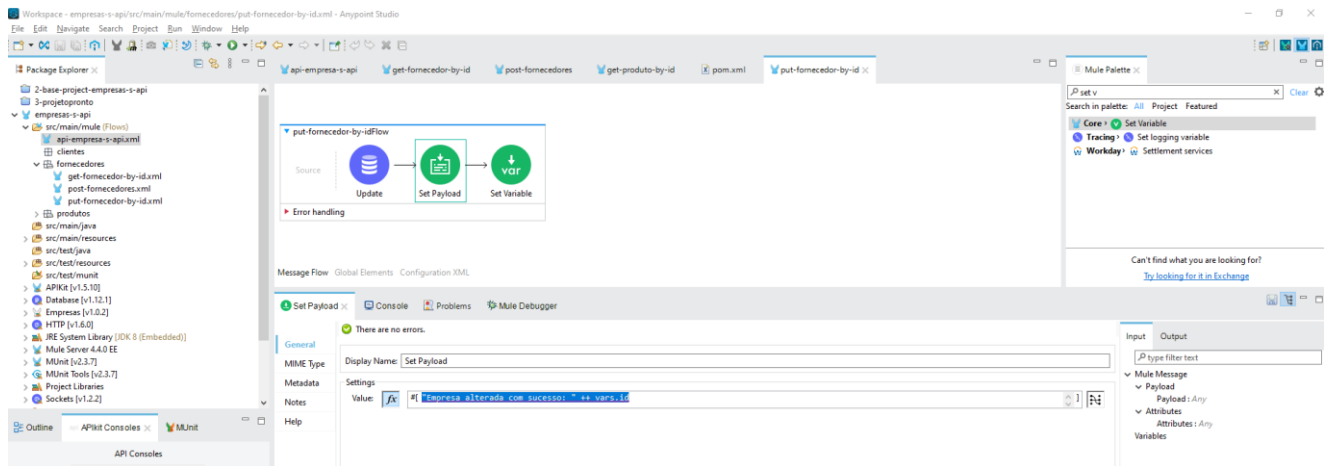 Workspace - empresas-s-api/src/main/mule/fornecedores/put-fornecedor-by-id.xml - Anypoint Studio
File Edit Navigate Search Project Run Window Help
Package Explorer
api-empresa-s-api get-fornecedor-by-id post-fornecedores get-produto-by-id pom.xml put-fornecedor-by-id
Mule Palette
2-base-project-empresas-s-api
3-projetopronto
empresas-s-api
src/main/mule (Flows)
api-empresa-s-api.xml
clientes
fornecedores
get-fornecedor-by-id.xml
post-fornecedores.xml
put-fornecedor-by-id.xml
produtos
src/main/java
src/main/resources
src/test/java
src/test/resources
src/test/munit
APIKit [v1.5.10]
Database [v1.12.1]
Empresas [v1.0.2]
HTTP [v1.6.0]
JRE System Library [JDK 8 (Embedded)]
Mule Server 4.4.0 EE
MUnit [v2.3.7]
MUnit Tools [v2.3.7]
Project Libraries
Sockets [v1.2.2]
Outline APIkit Consoles MUnit
API Consoles
put-fornecedor-by-idFlow
Source
var
Update Set Payload Set Variable
Error handling
Message Flow Global Elements Configuration XML
set v
Clear
Search in palette: All Project Featured
Core > Set Variable
Tracing > Set logging variable
Workday > Settlement services
Can't find what you are looking for?
Try looking for it in Exchange
Set Payload Console Problems Mule Debugger
There are no errors.
General
MIME Type
Metadata
Notes
Help
Display Name: Set Payload
Settings
Value: fx #[ "Empresa alterada com sucesso: " ++ vars.id ]
Input Output
type filter text
Mule Message
Payload
Payload : Any
Attributes
Attributes : Any
Variables